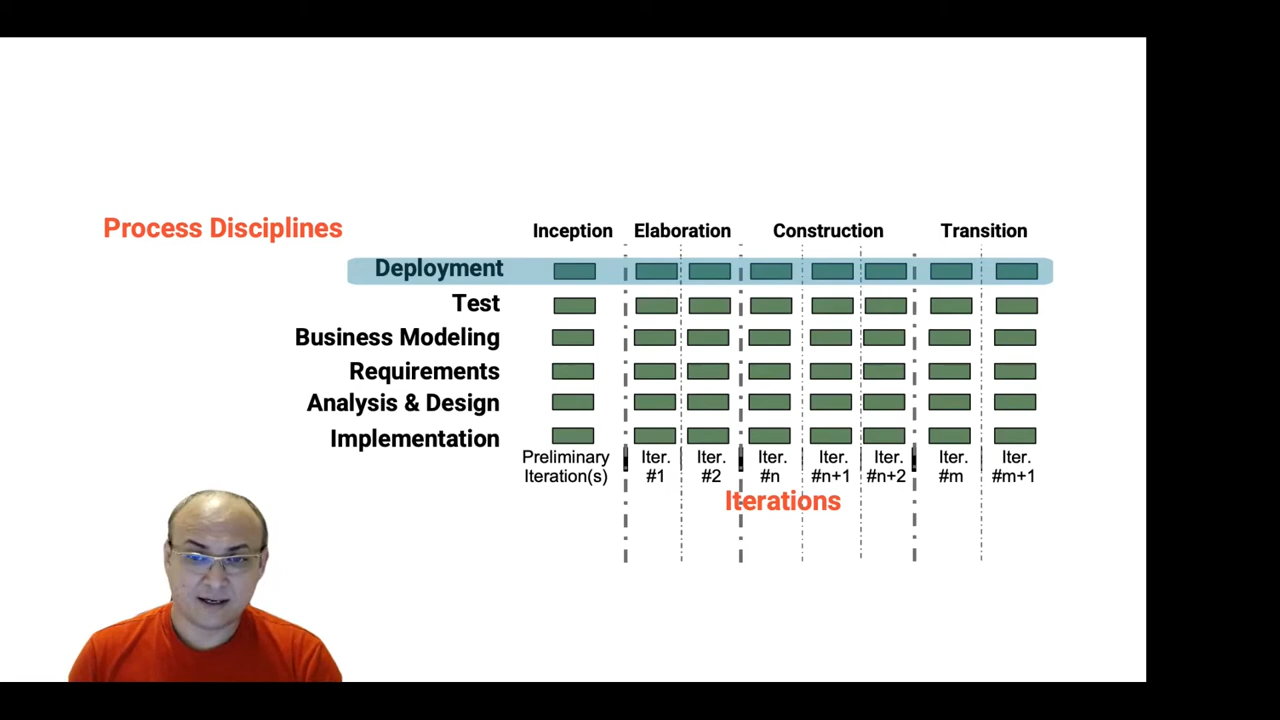 Process Disciplines
Inception Elaboration Construction Transition
Deployment
Test
Business Modeling
Requirements
Analysis & Design
Implementation
Preliminary Iter. Iter. Iter. Iter. Iter. Iter. Iter.
Iteration(s) #1 #2 #n #n+1 #n+2 #m #m+1
Iterations